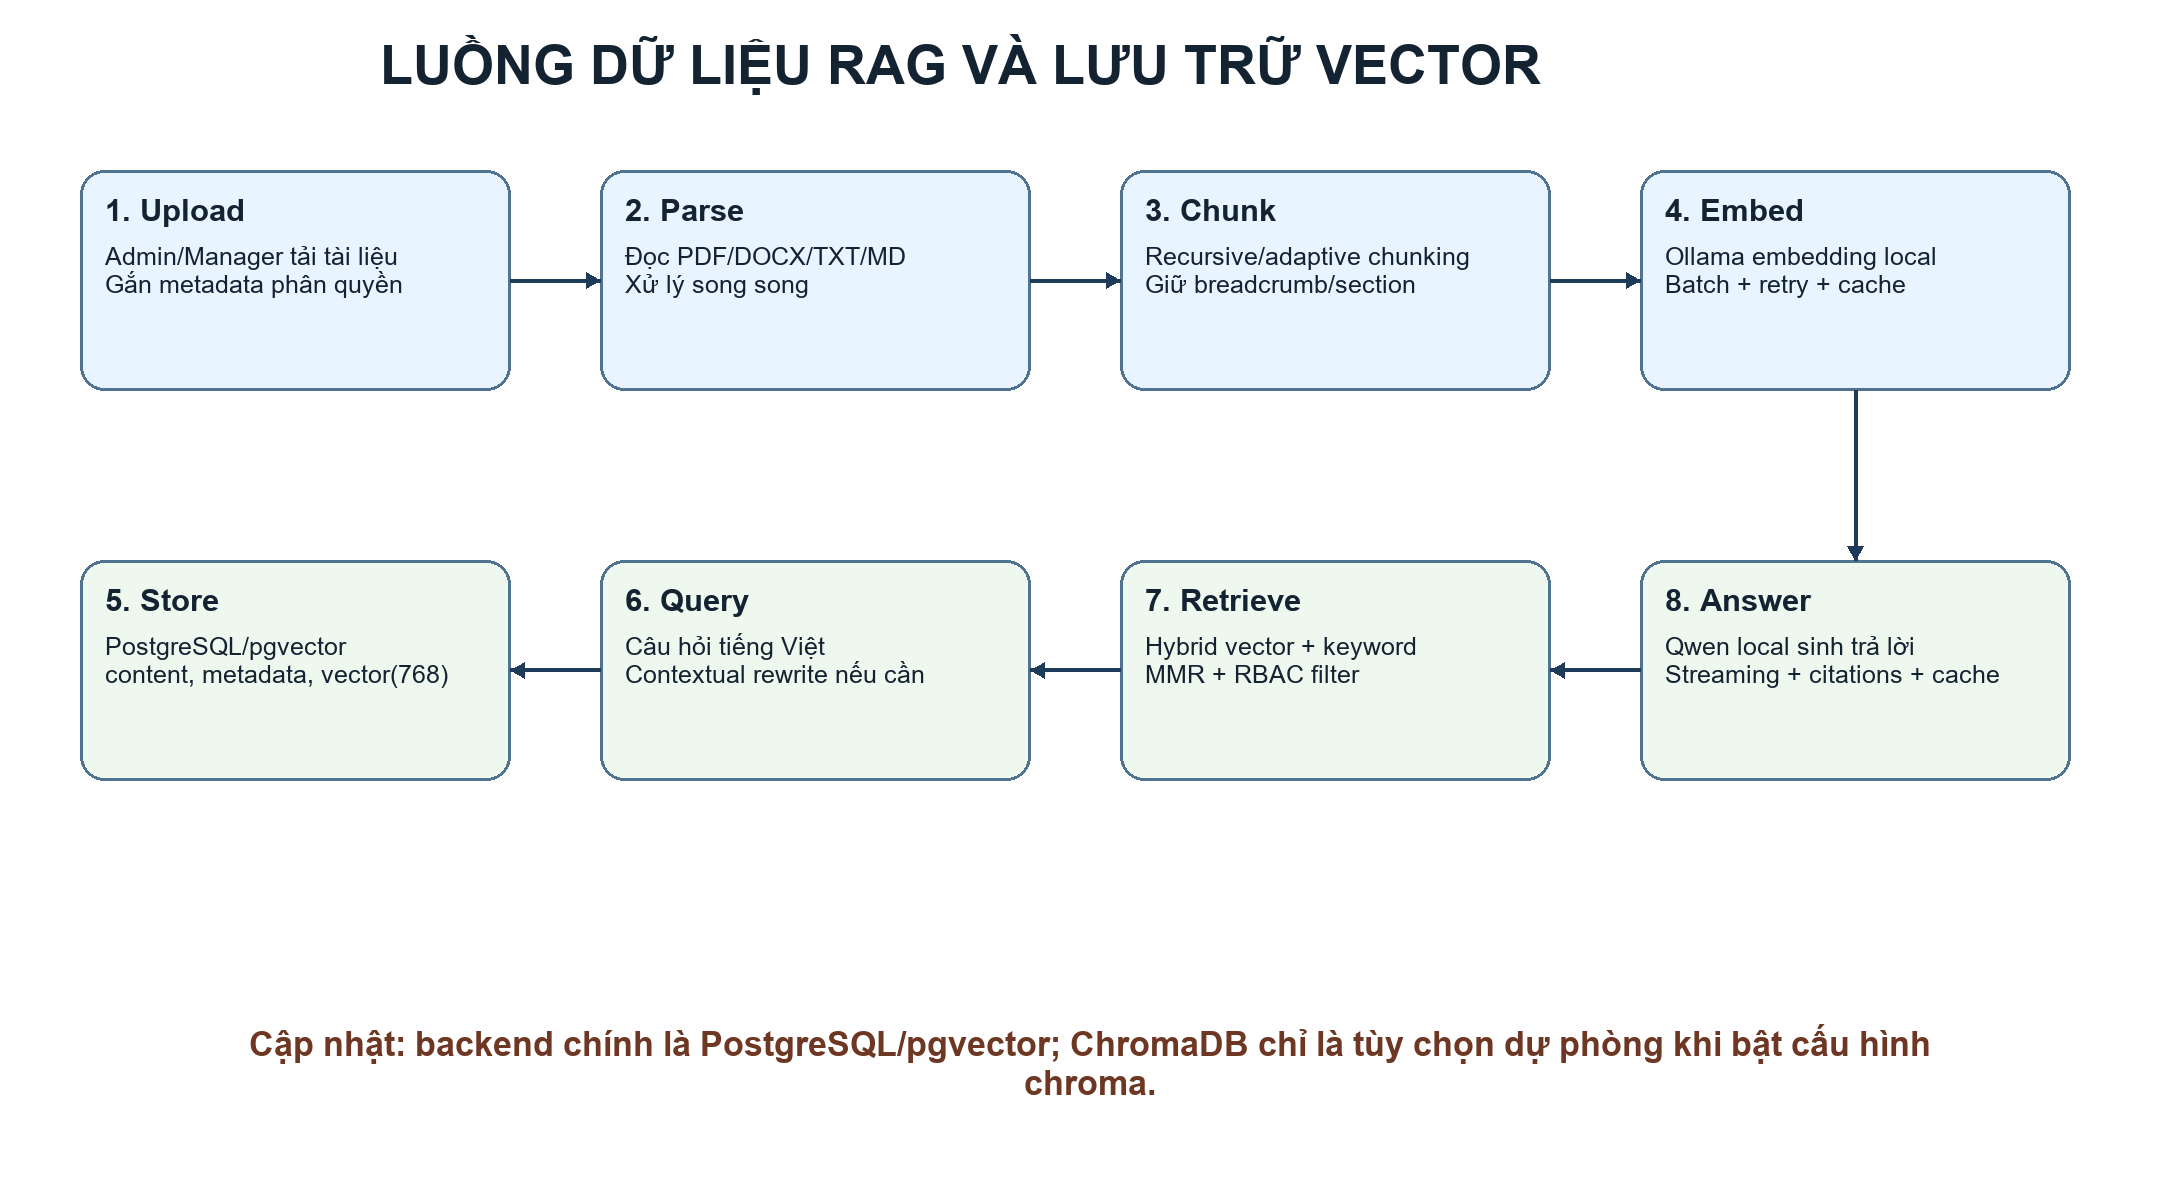 LUỒNG DỮ LIỆU RAG VÀ LƯU TRỮ VECTOR
1. Upload
Admin/Manager tải tài liệu
Gắn metadata phân quyền
2. Parse
Đọc PDF/DOCX/TXT/MD
Xử lý song song
3. Chunk
Recursive/adaptive chunking
Giữ breadcrumb/section
4. Embed
Ollama embedding local
Batch + retry + cache
5. Store
PostgreSQL/pgvector
content, metadata, vector(768)
6. Query
Câu hỏi tiếng Việt
Contextual rewrite nếu cần
7. Retrieve
Hybrid vector + keyword
MMR + RBAC filter
8. Answer
Qwen local sinh trả lời
Streaming + citations + cache
Cập nhật: backend chính là PostgreSQL/pgvector; ChromaDB chỉ là tùy chọn dự phòng khi bật cấu hình
chroma.